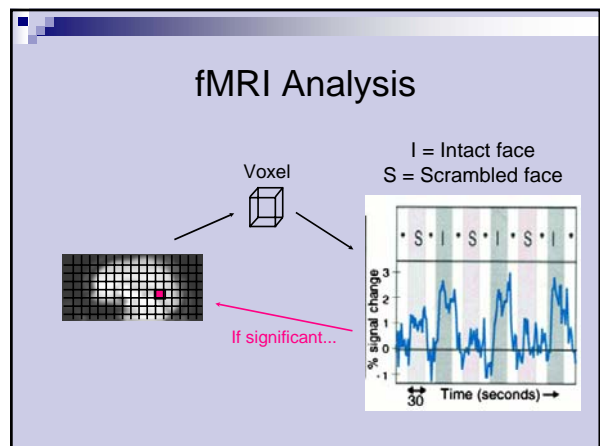 fMRI Analysis
I = Intact face
S = Scrambled face
Voxel
* S * I * S * I * S * I *
% signal change
3
2
1
0
-1
If significant...
30
Time (seconds) →